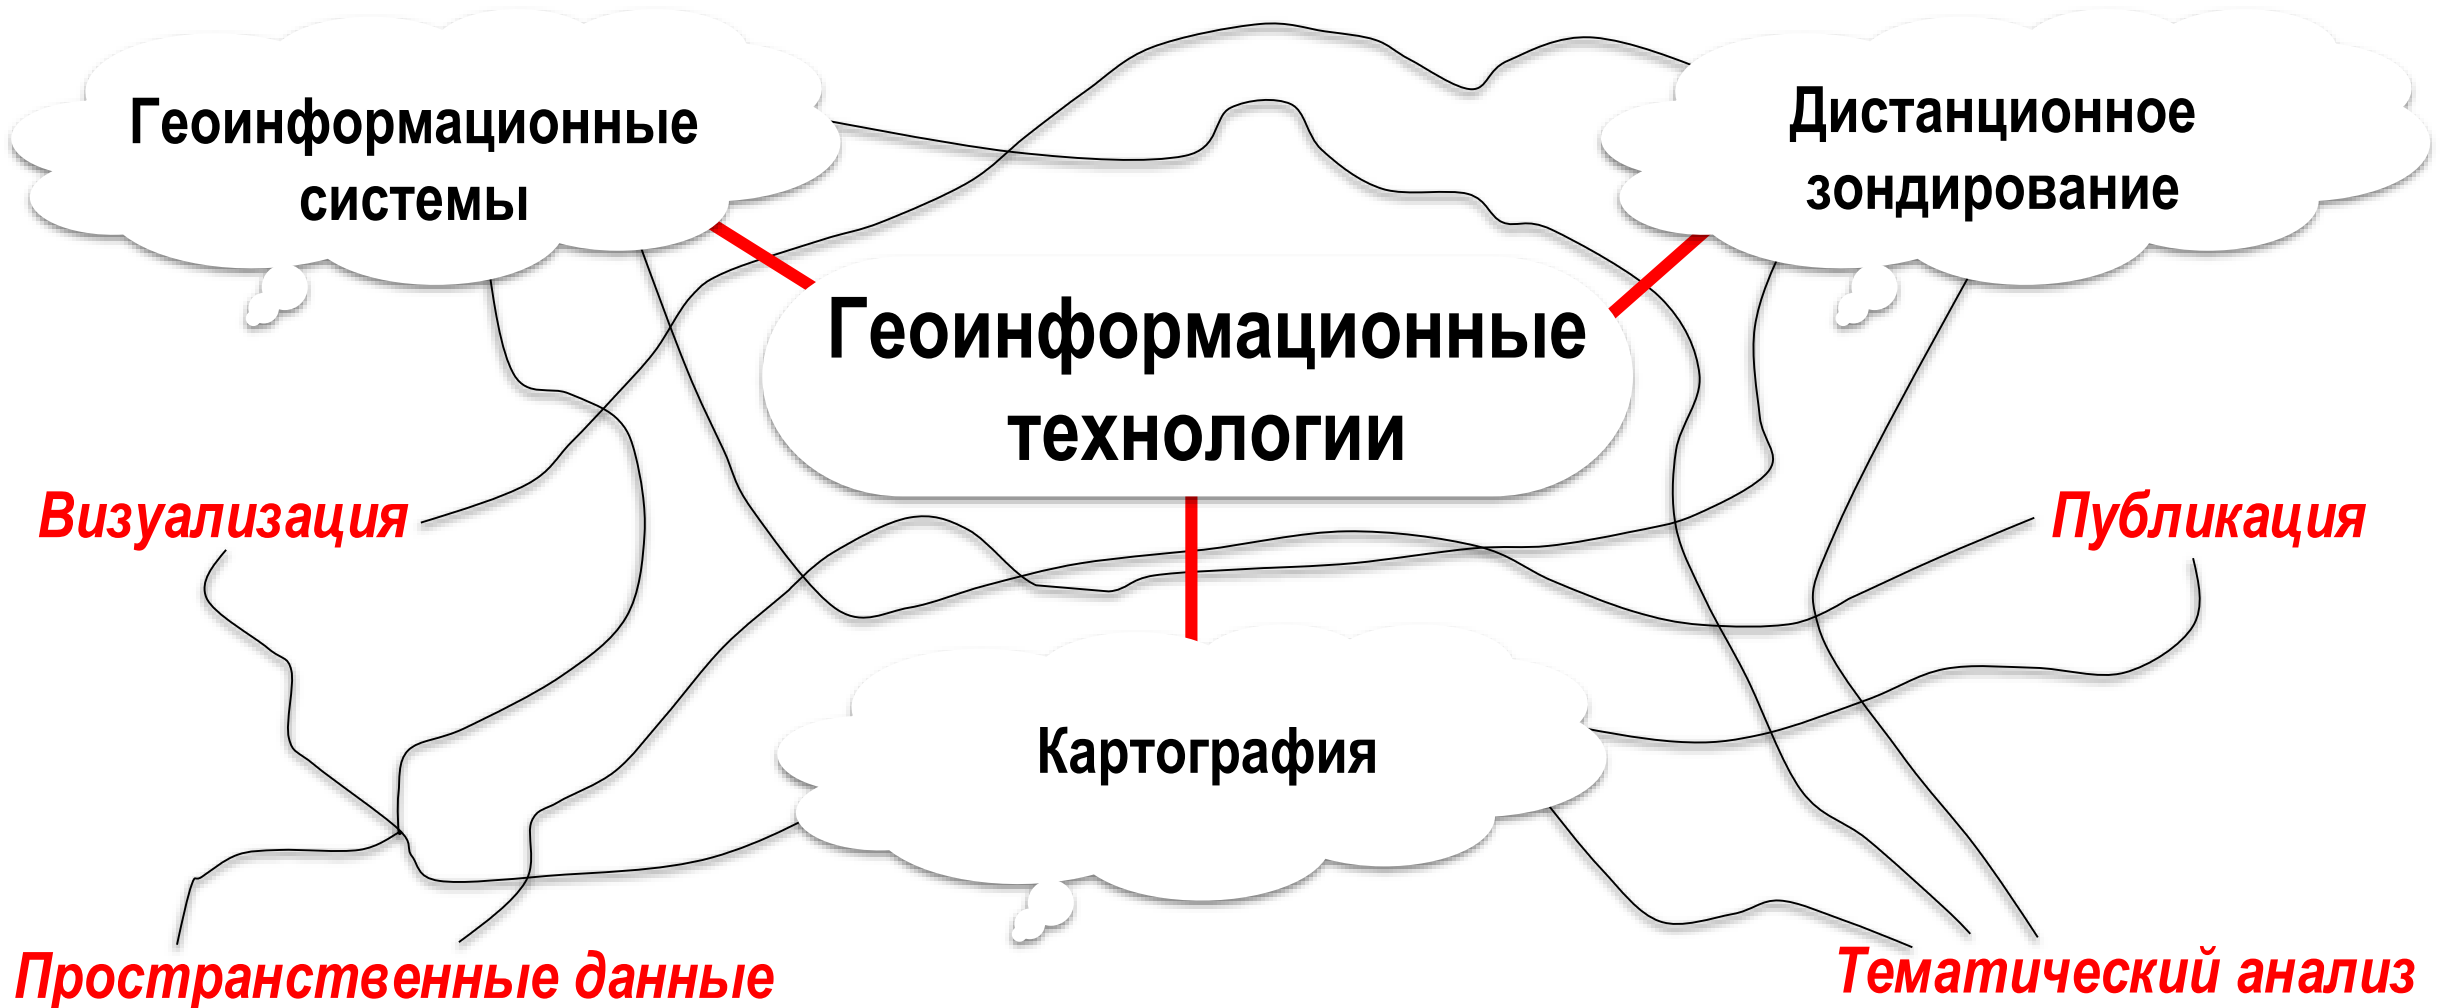 Геоинформационные
системы
Дистанционное
зондирование
Геоинформационные
технологии
Визуализация
Публикация
Картография
Пространственные данные
Тематический анализ